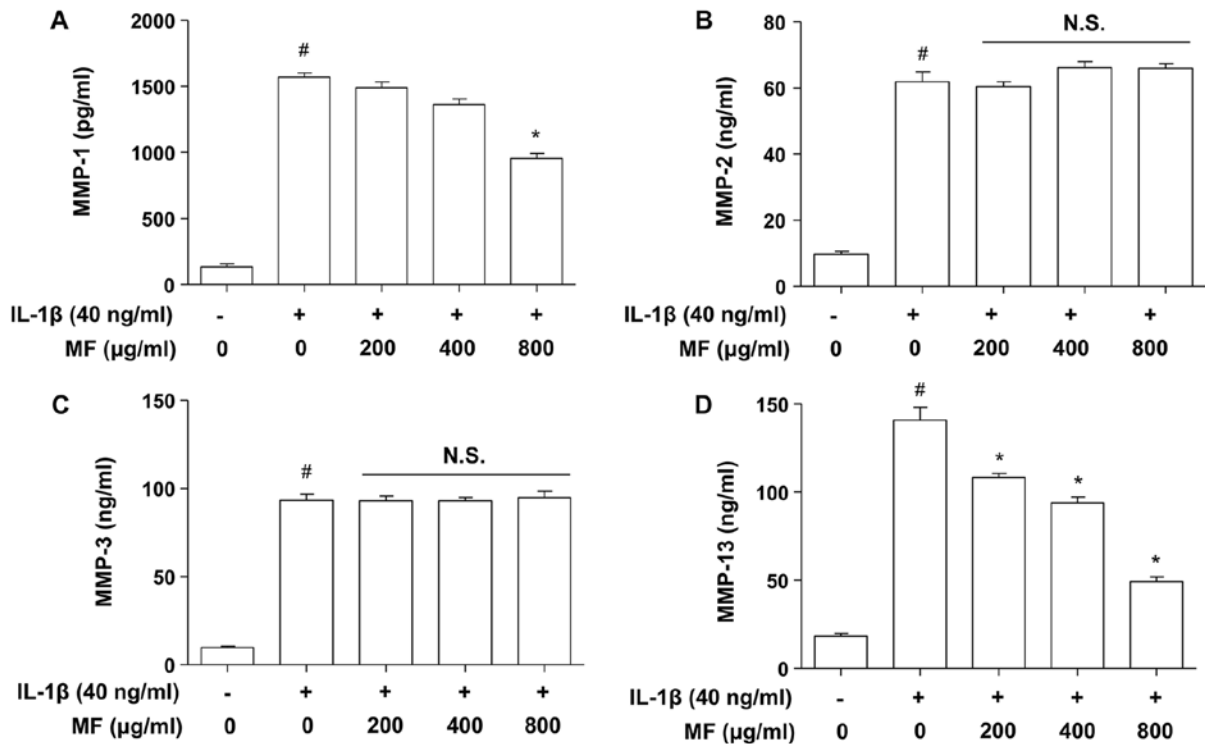 A
MMP-1 (pg/ml)
2000
1500
1000
500
0
#
*
IL-1β (40 ng/ml) - + + + +
MF (µg/ml) 0 0 200 400 800
B
MMP-2 (ng/ml)
80
60
40
20
0
#
N.S.
IL-1β (40 ng/ml) - + + + +
MF (µg/ml) 0 0 200 400 800
C
MMP-3 (ng/ml)
150
100
50
0
#
N.S.
IL-1β (40 ng/ml) - + + + +
MF (µg/ml) 0 0 200 400 800
D
MMP-13 (ng/ml)
150
100
50
0
#
*
*
*
IL-1β (40 ng/ml) - + + + +
MF (µg/ml) 0 0 200 400 800